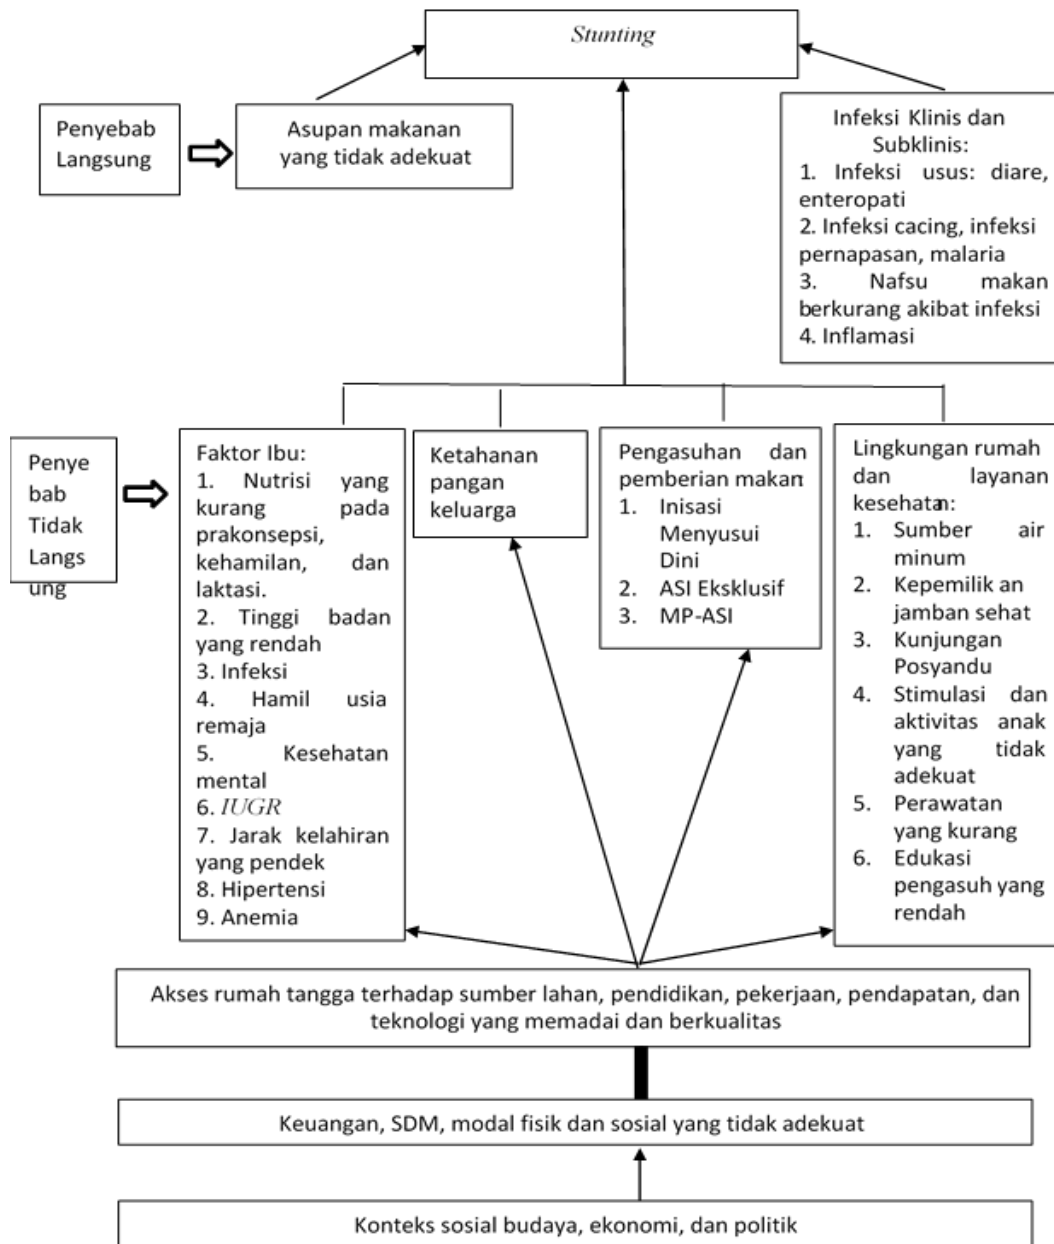 Stunting
Penyebab
Langsung
Asupan makanan
yang tidak adekuat
Infeksi Klinis dan
Subklinis:
1. Infeksi usus: diare,
enteropati
2. Infeksi cacing, infeksi
pernapasan, malaria
3. Nafsu makan
berkurang akibat infeksi
4. Inflamasi
Penye
bab
Tidak
Langs
ung
Faktor Ibu:
1. Nutrisi yang
kurang pada
prakonsepsi,
kehamilan, dan
laktasi.
2. Tinggi badan
yang rendah
3. Infeksi
4. Hamil usia
remaja
5. Kesehatan
mental
6. IUGR
7. Jarak kelahiran
yang pendek
8. Hipertensi
9. Anemia
Ketahanan
pangan
keluarga
Pengasuhan dan
pemberian makan:
1. Inisasi
Menyusui
Dini
2. ASI Eksklusif
3. MP-ASI
Lingkungan rumah
dan layanan
kesehatan:
1. Sumber air
minum
2. Kepemilik an
jamban sehat
3. Kunjungan
Posyandu
4. Stimulasi dan
aktivitas anak
yang tidak
adekuat
5. Perawatan
yang kurang
6. Edukasi
pengasuh yang
rendah
Akses rumah tangga terhadap sumber lahan, pendidikan, pekerjaan, pendapatan, dan
teknologi yang memadai dan berkualitas
Keuangan, SDM, modal fisik dan sosial yang tidak adekuat
Konteks sosial budaya, ekonomi, dan politik